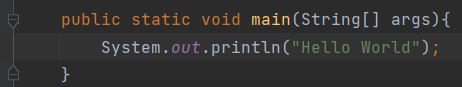 public static void main(String[] args){
    System.out.println("Hello World");
}